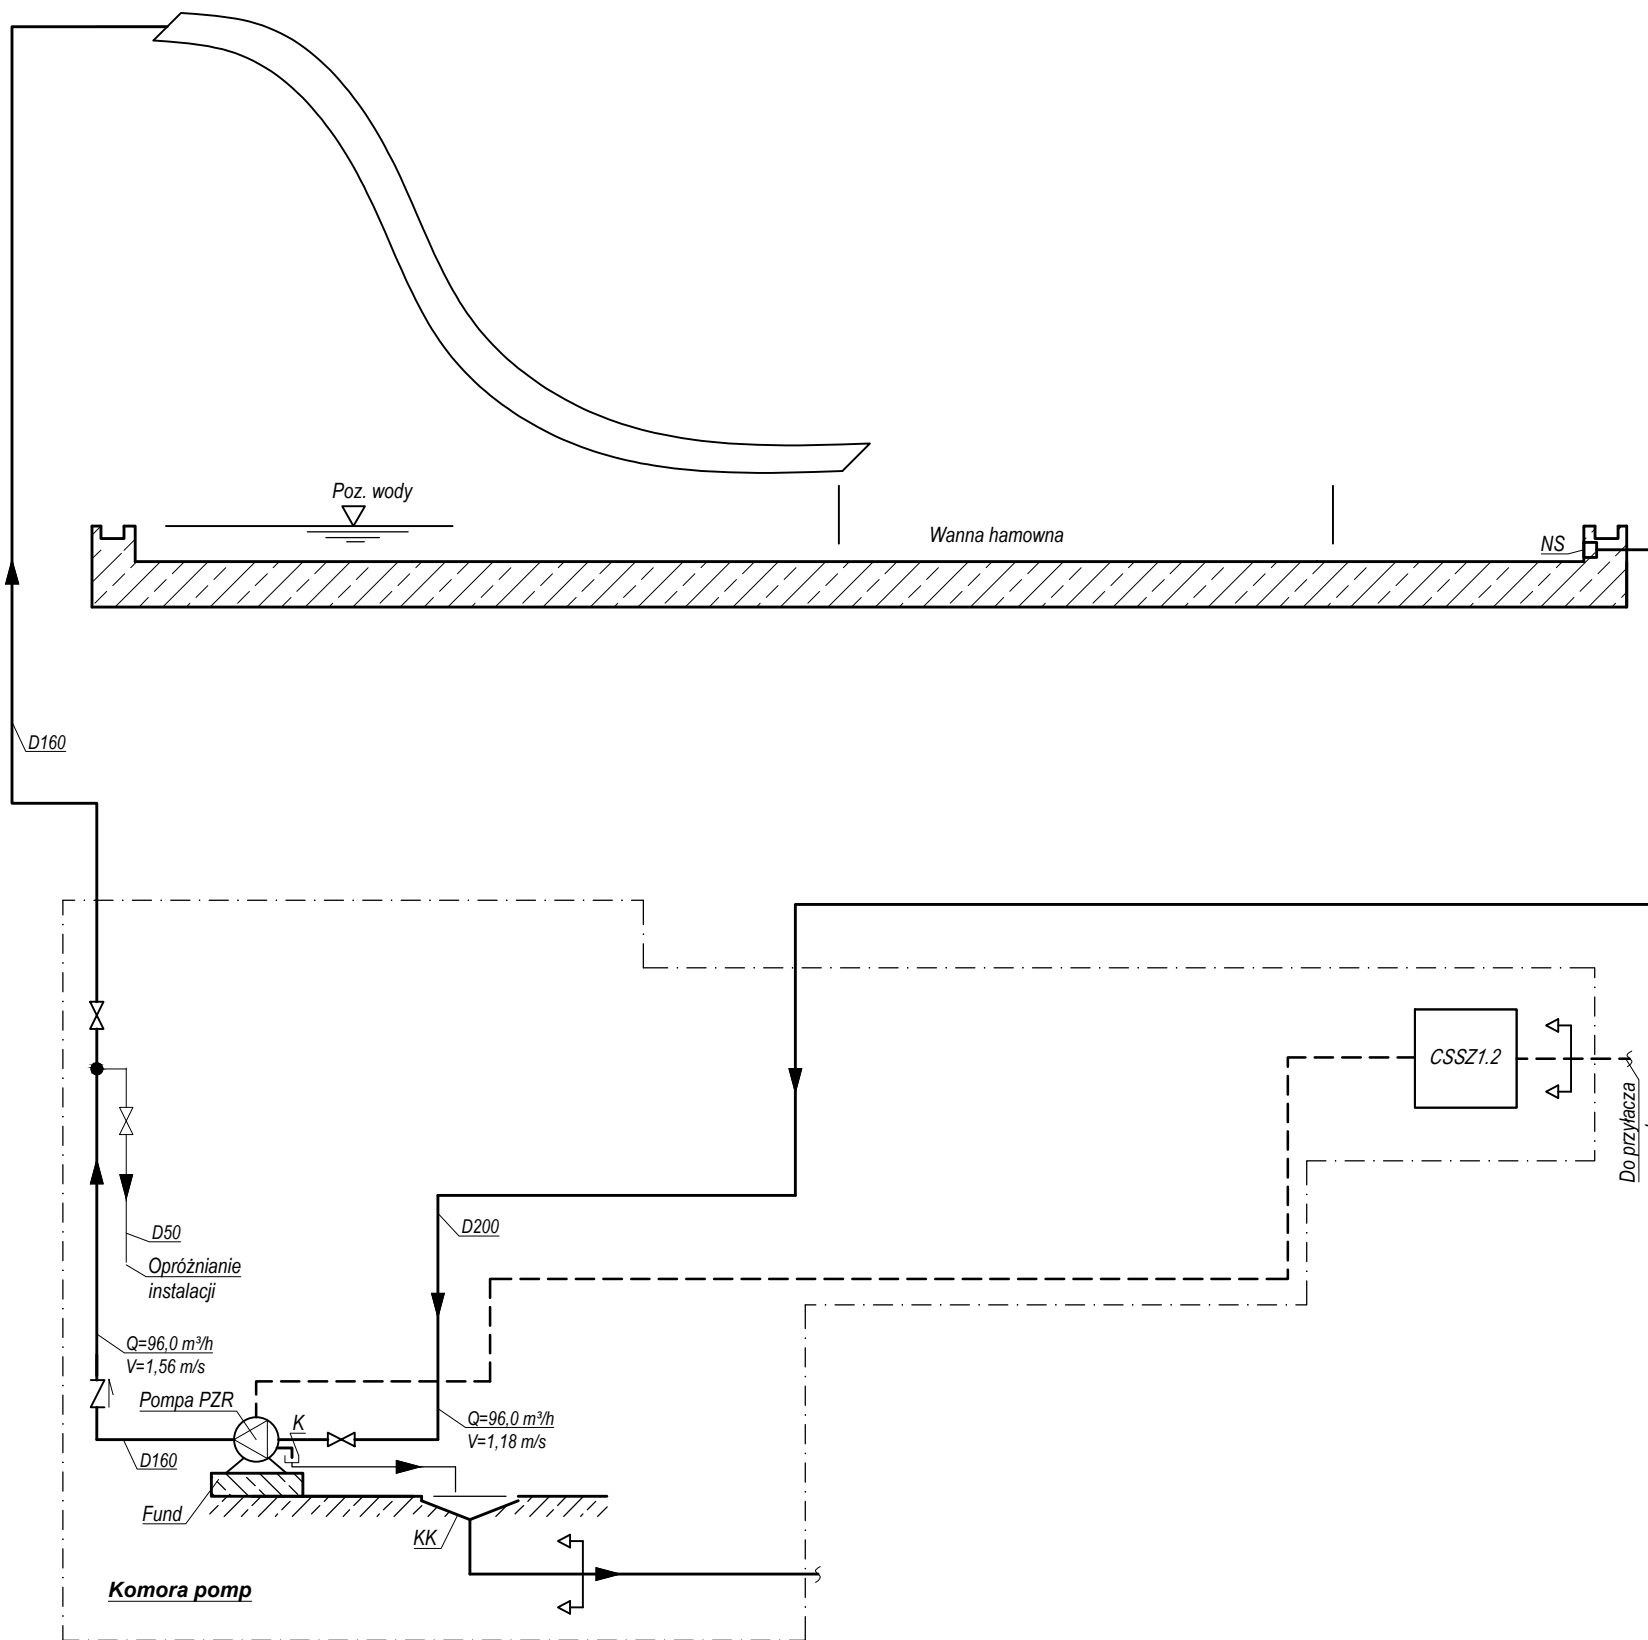 Poz. wody
Wanna hamowna
NS
D160
CSSZ1.2
Do przyłącza
D200
D50
Opróżnianie
instalacji
Q=96,0 m³/h
V=1,56 m/s
Pompa PZR
K
Q=96,0 m³/h
V=1,18 m/s
D160
Fund
KK
Komora pomp